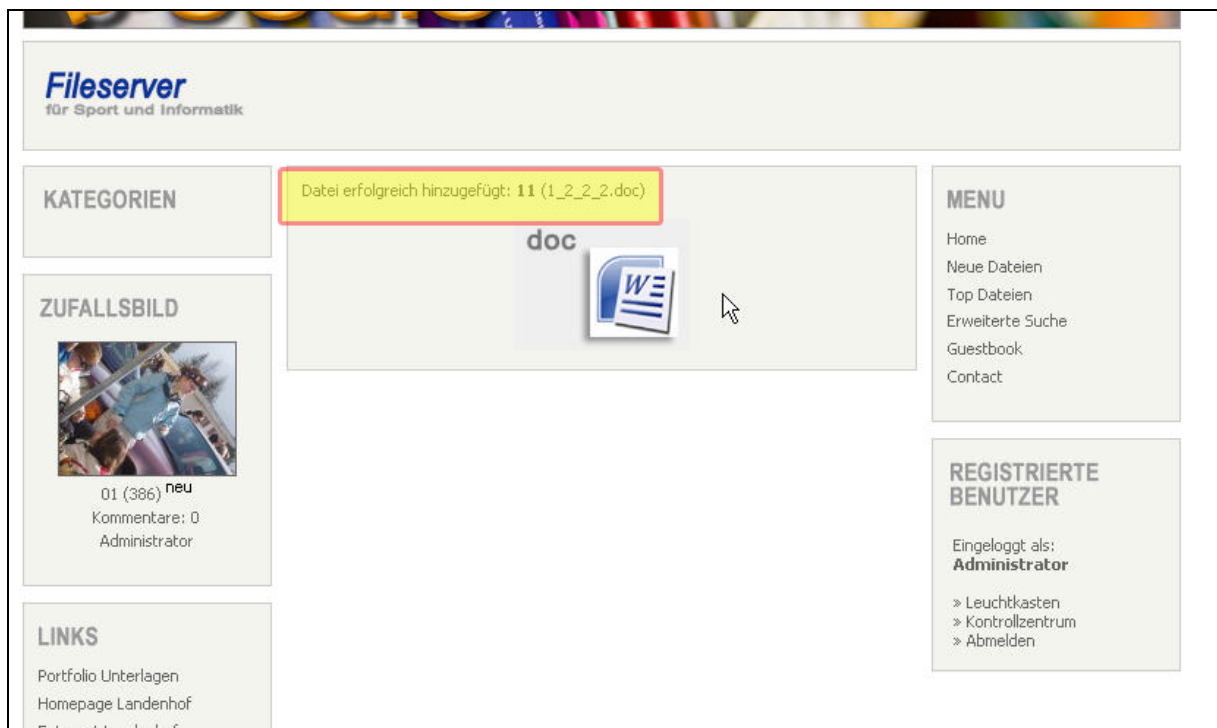 Fileserver
für Sport und Informatik
KATEGORIEN
ZUFALLSBILD
01 (386) neu
Kommentare: 0
Administrator
LINKS
Portfolio Unterlagen
Homepage Landenhof
Datei erfolgreich hinzugefügt: 11 (1_2_2_2.doc)
doc
W
MENU
Home
Neue Dateien
Top Dateien
Erweiterte Suche
Guestbook
Contact
REGISTRIERTE
BENUTZER
Eingeloggt als:
Administrator
» Leuchtkasten
» Kontrollzentrum
» Abmelden